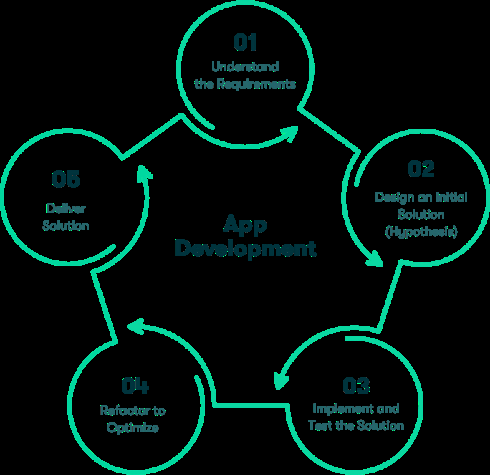 01
Understand
the Requirements
02
Design an Initial
Solution
(Hypothesis)
App
Development
03
Implement and
Test the Solution
04
Refactor to
Optimize
05
Deliver
Solution